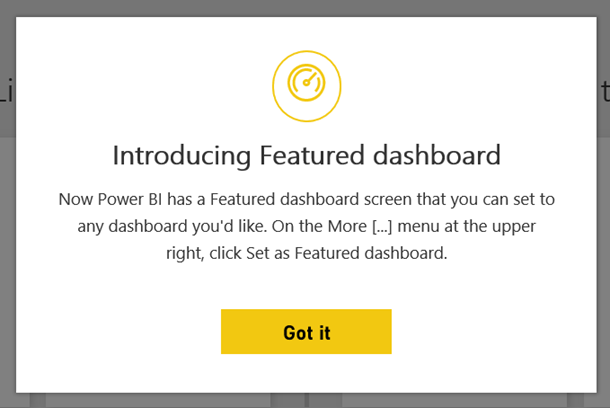 Li
t
Introducing Featured dashboard
Now Power BI has a Featured dashboard screen that you can set to
any dashboard you'd like. On the More [...] menu at the upper
right, click Set as Featured dashboard.
Got it